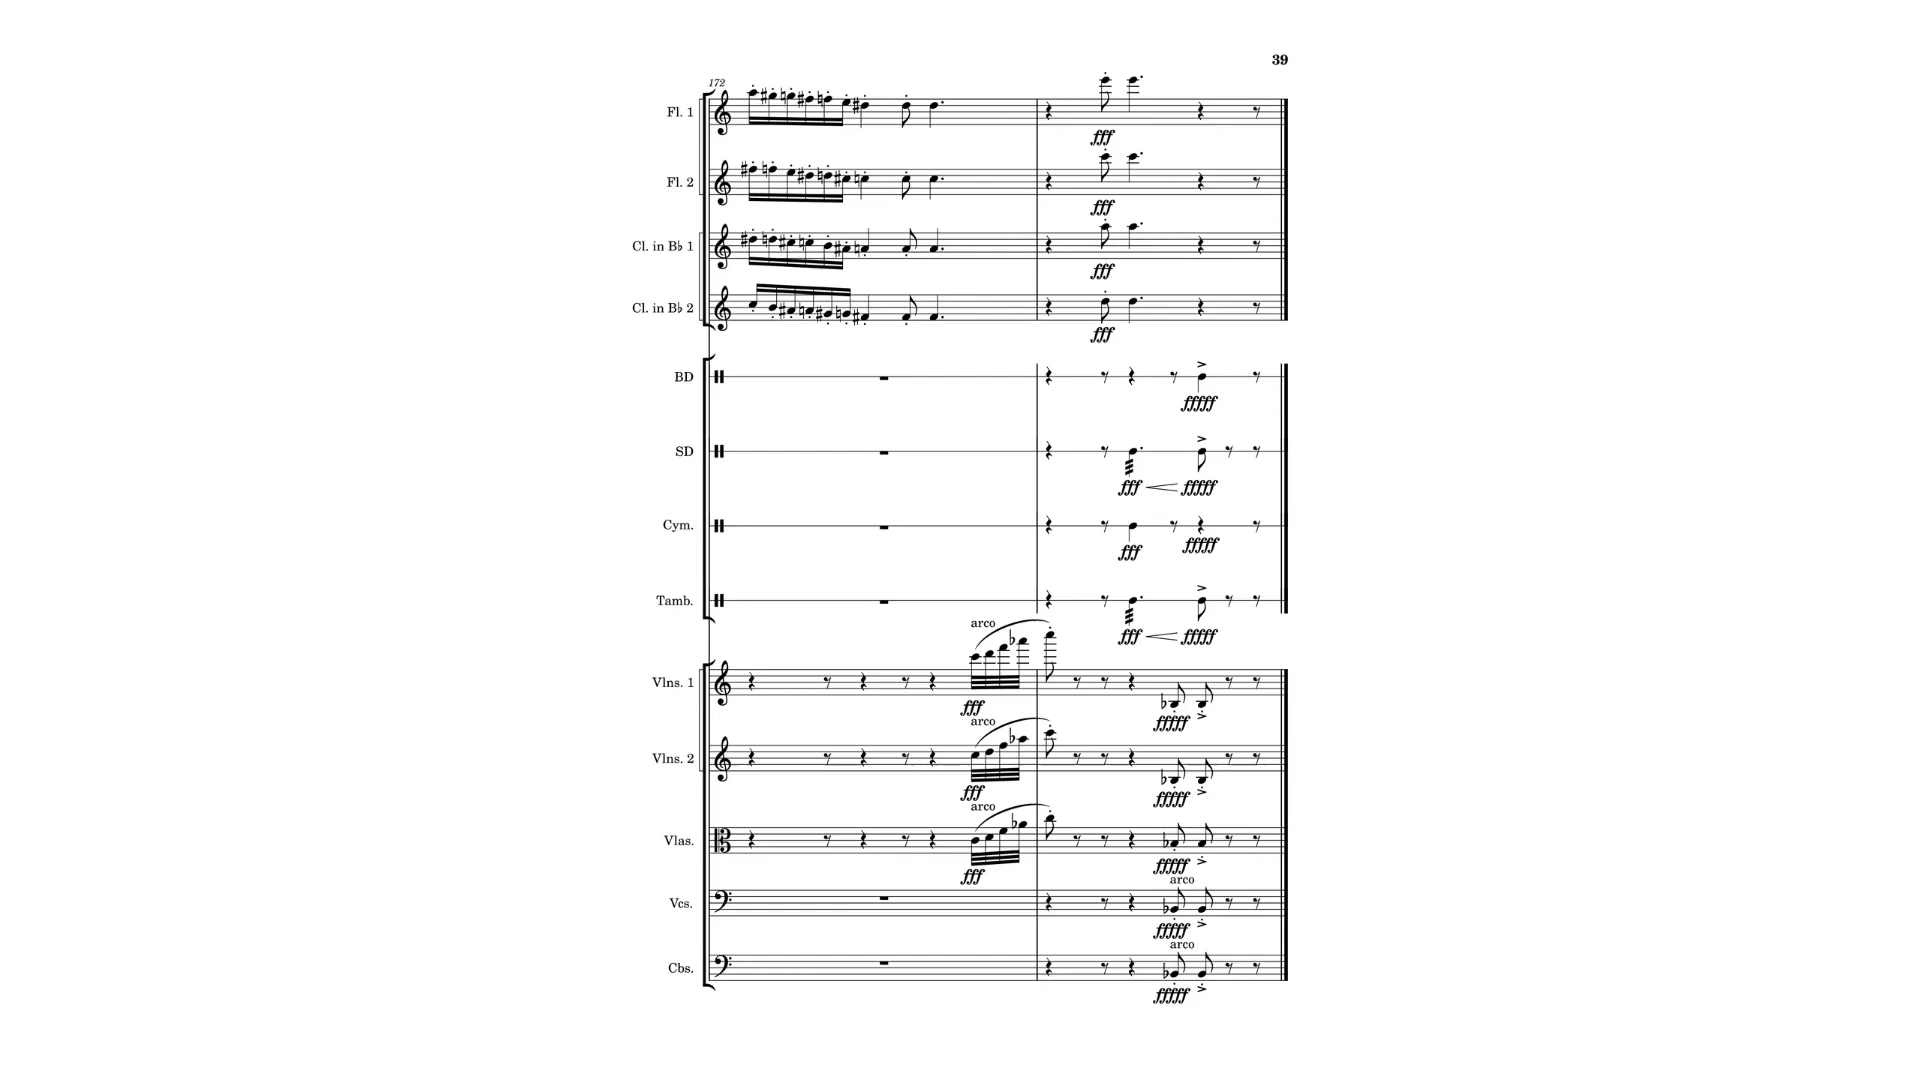 39
172
Fl. 1
fff
Fl. 2
fff
Cl. in B♭ 1
fff
Cl. in B♭ 2
fff
BD
fffff
SD
fff fffff
Cym.
fff fffff
Tamb.
fff fffff
arco
Vlns. 1
fff fffff
arco
Vlns. 2
fff fffff
arco
Vlas.
fff fffff
arco
Vcs.
fffff
arco
Cbs.
fffff